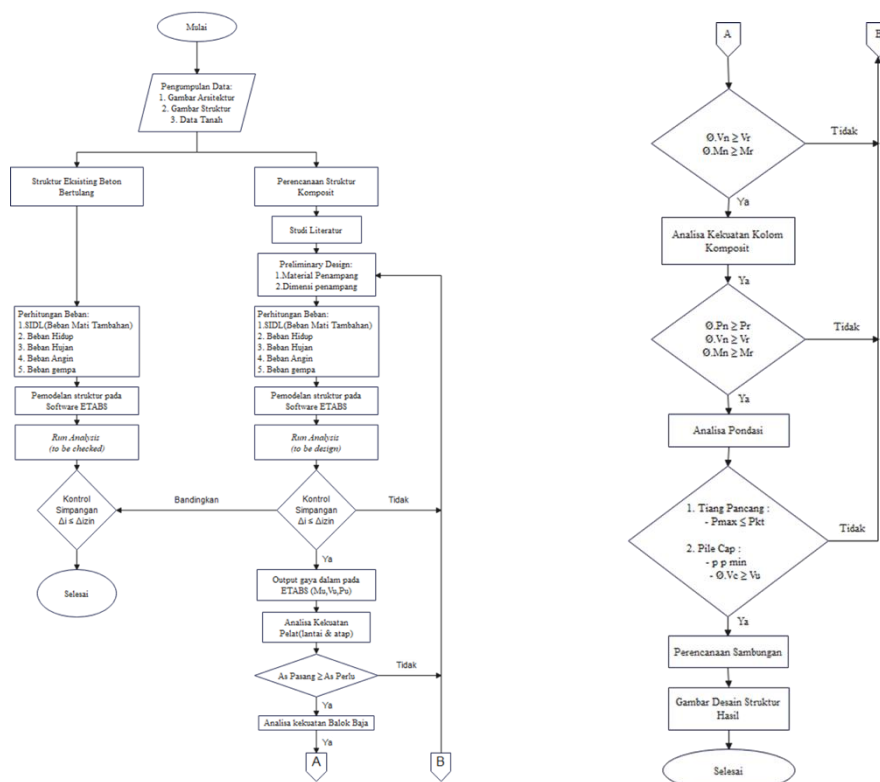 Mulai
Pengumpulan Data:
1. Gambar Arsitektur
2. Gambar Struktur
3. Data Tanah
Struktur Eksisting Beton
Bertulang
Perencanaan Struktur
Komposit
Studi Literatur
Preliminary Design:
1.Material Penampang
2.Dimensi penampang
Perhitungan Beban:
1.SIDL(Beban Mati Tambahan)
2. Beban Hidup
3. Beban Hujan
4. Beban Angin
5. Beban gempa
Perhitungan Beban:
1.SIDL(Beban Mati Tambahan)
2. Beban Hidup
3. Beban Hujan
4. Beban Angin
5. Beban gempa
Pemodelan struktur pada
Software ETABS
Pemodelan struktur pada
Software ETABS
Run Analysis
(to be checked)
Run Analysis
(to be design)
Kontrol
Simpangan
Δi ≤ Δizin
Bandingkan
Kontrol
Simpangan
Δi ≤ Δizin
Tidak
Ya
Selesai
Output gaya dalam pada
ETABS (Mu,Vu,Pu)
Analisa Kekuatan
Pelat(lantai & atap)
As Pasang ≥ As Perlu
Tidak
Ya
Analisa kekuatan Balok Baja
Ya
A
B
A
B
Ø.Vn ≥ Vr
Ø.Mn ≥ Mr
Tidak
Ya
Analisa Kekuatan Kolom
Komposit
Ya
Ø.Pn ≥ Pr
Ø.Vn ≥ Vr
Ø.Mn ≥ Mr
Tidak
Ya
Analisa Pondasi
1. Tiang Pancang :
- Pmax ≤ Pkt
2. Pile Cap :
- p p min
- Ø.Vc ≥ Vu
Tidak
Ya
Perencanaan Sambungan
Gambar Desain Struktur
Hasil
Selesai